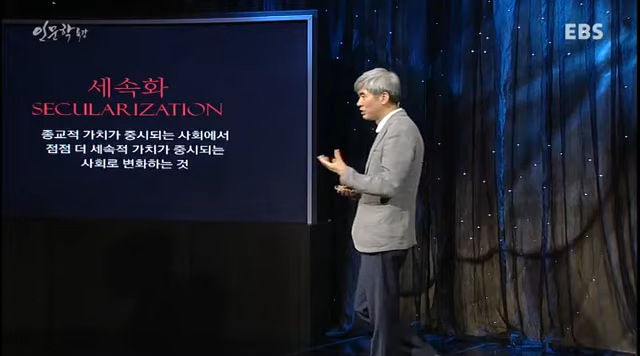 인문학 특강
EBS
세속화
SECULARIZATION
종교적 가치가 중시되는 사회에서
점점 더 세속적 가치가 중시되는
사회로 변화하는 것